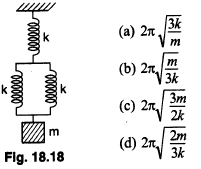 k
k
k
m
Fig. 18.18
(a) 2π√(3k/m)
(b) 2π√(m/3k)
(c) 2π√(3m/2k)
(d) 2π√(2m/3k)